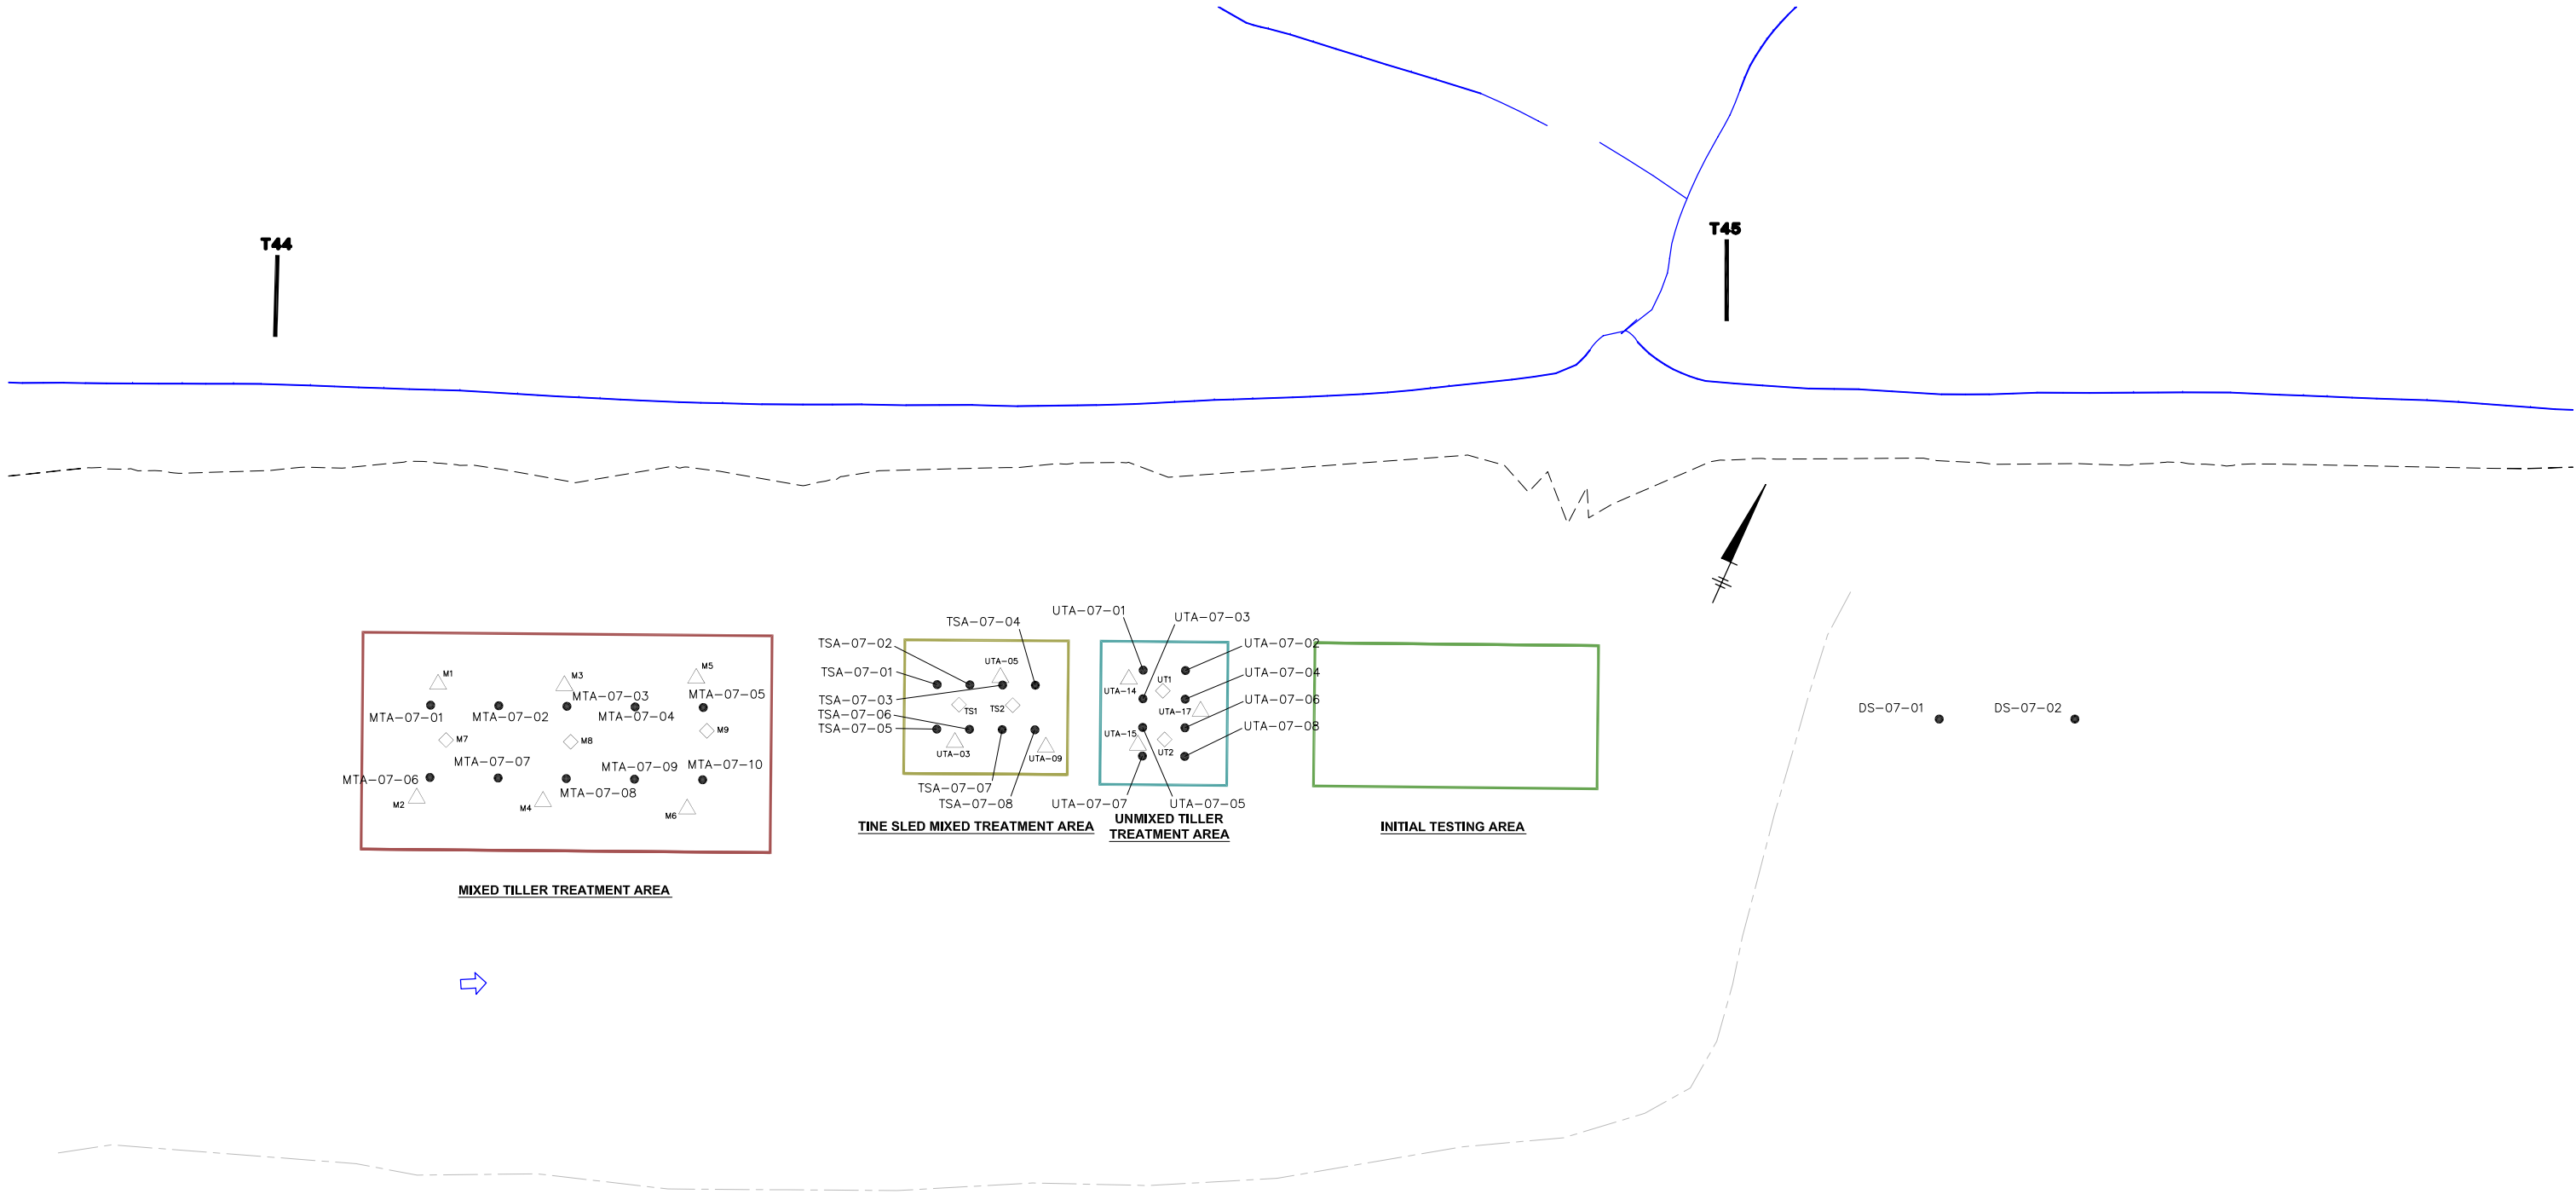 T44
T45
UTA-07-01
UTA-07-03
TSA-07-04
TSA-07-02
UTA-07-02
UTA-05
M1
M3
M5
TSA-07-01
UTA-07-04
UTA-14
UT1
MTA-07-03
MTA-07-05
TSA-07-03
UTA-07-06
MTA-07-01
MTA-07-02
MTA-07-04
TS1
TS2
UTA-17
DS-07-01
DS-07-02
TSA-07-06
TSA-07-05
UTA-07-08
M7
M8
M9
UTA-15
UTA-03
UTA-09
UT2
MTA-07-06
MTA-07-07
MTA-07-09
MTA-07-10
TSA-07-07
MTA-07-08
M2
M4
M6
TSA-07-08
UTA-07-07
UTA-07-05
TINE SLED MIXED TREATMENT AREA
UNMIXED TILLER
TREATMENT AREA
INITIAL TESTING AREA
MIXED TILLER TREATMENT AREA